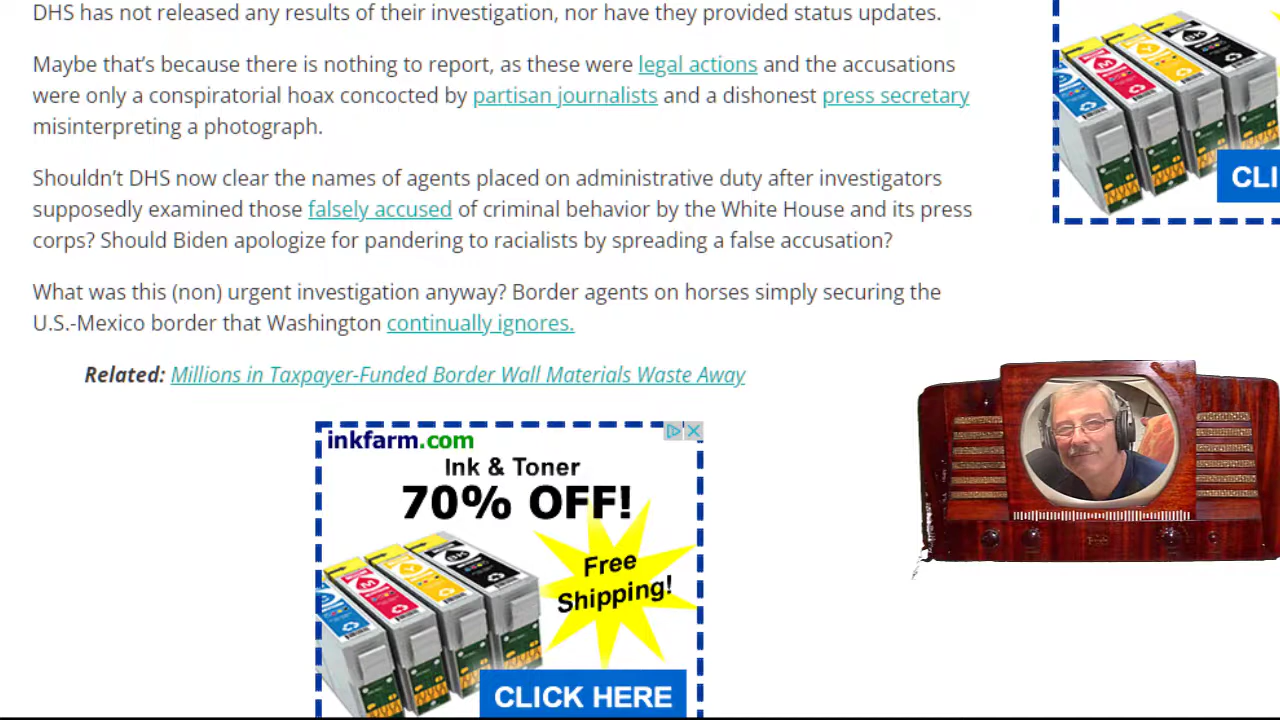 DHS has not released any results of their investigation, nor have they provided status updates.
Maybe that’s because there is nothing to report, as these were legal actions and the accusations
were only a conspiratorial hoax concocted by partisan journalists and a dishonest press secretary
misinterpreting a photograph.
Shouldn’t DHS now clear the names of agents placed on administrative duty after investigators
supposedly examined those falsely accused of criminal behavior by the White House and its press
corps? Should Biden apologize for pandering to racialists by spreading a false accusation?
What was this (non) urgent investigation anyway? Border agents on horses simply securing the
U.S.-Mexico border that Washington continually ignores.
Related: Millions in Taxpayer-Funded Border Wall Materials Waste Away
inkfarm.com
Ink & Toner
70% OFF!
Free
Shipping!
CLICK HERE
CLI